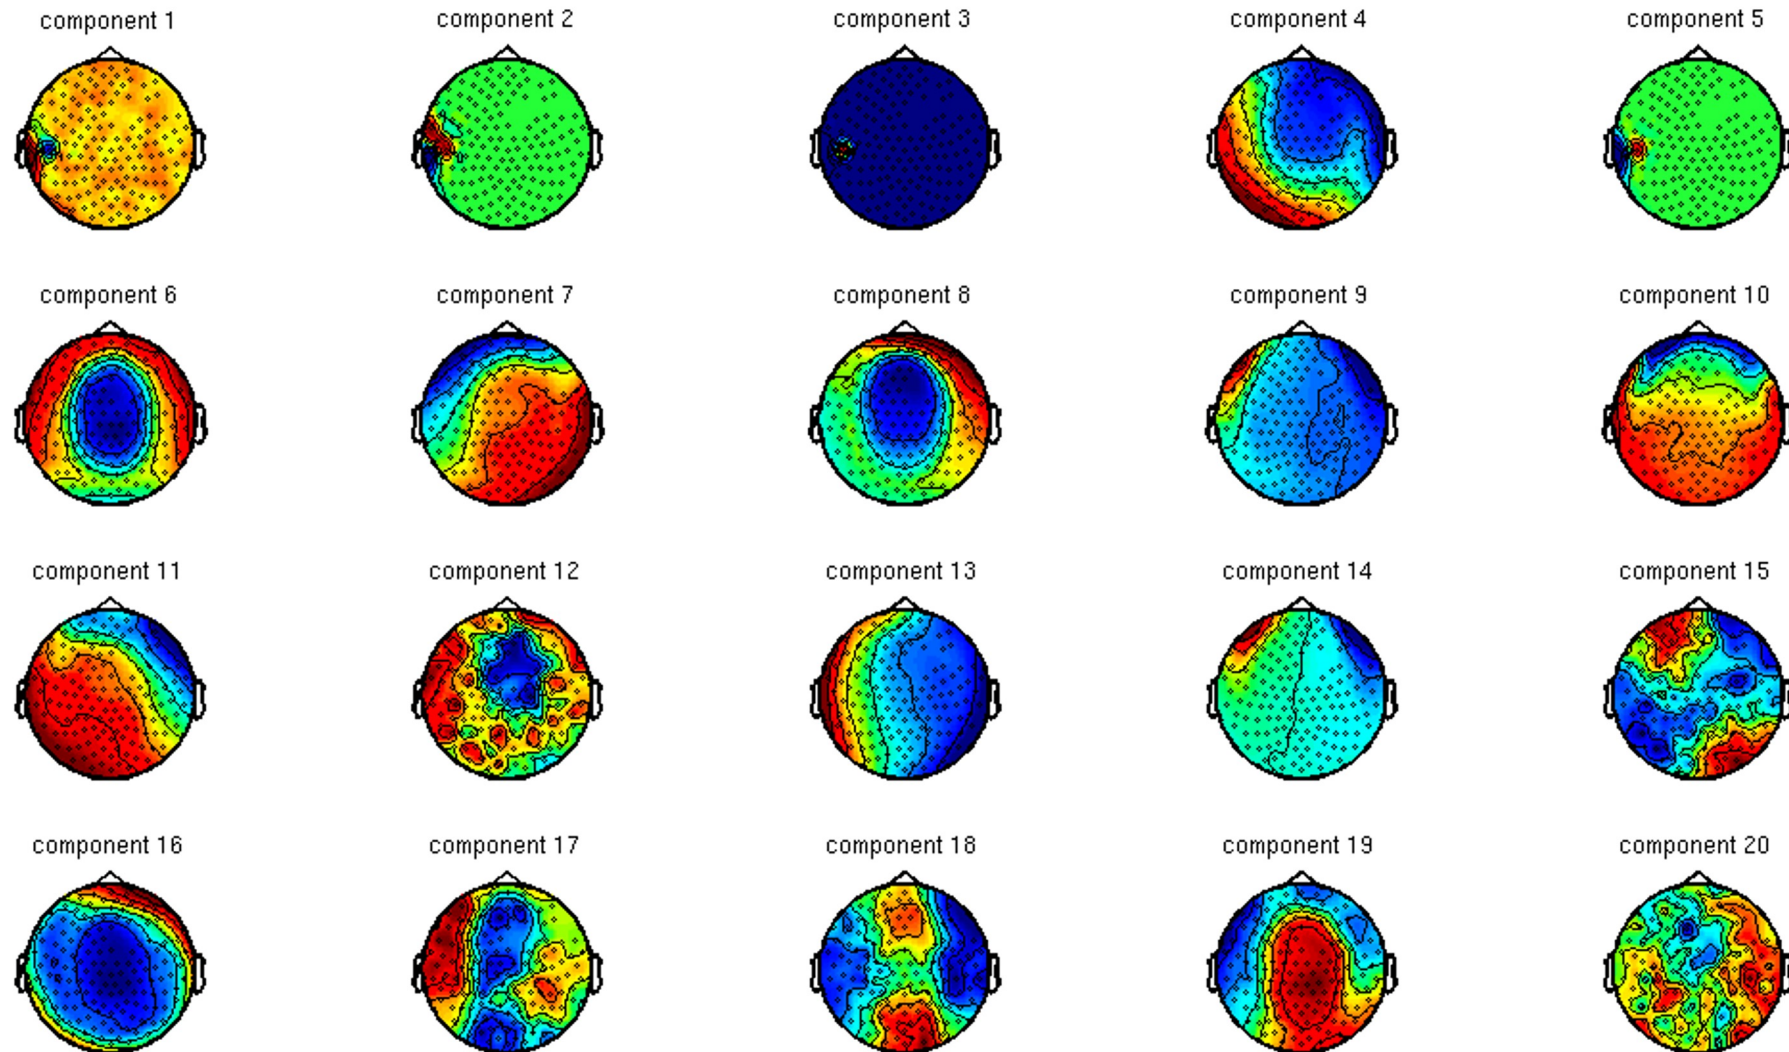 component 1
component 2
component 3
component 4
component 5
component 6
component 7
component 8
component 9
component 10
component 11
component 12
component 13
component 14
component 15
component 16
component 17
component 18
component 19
component 20